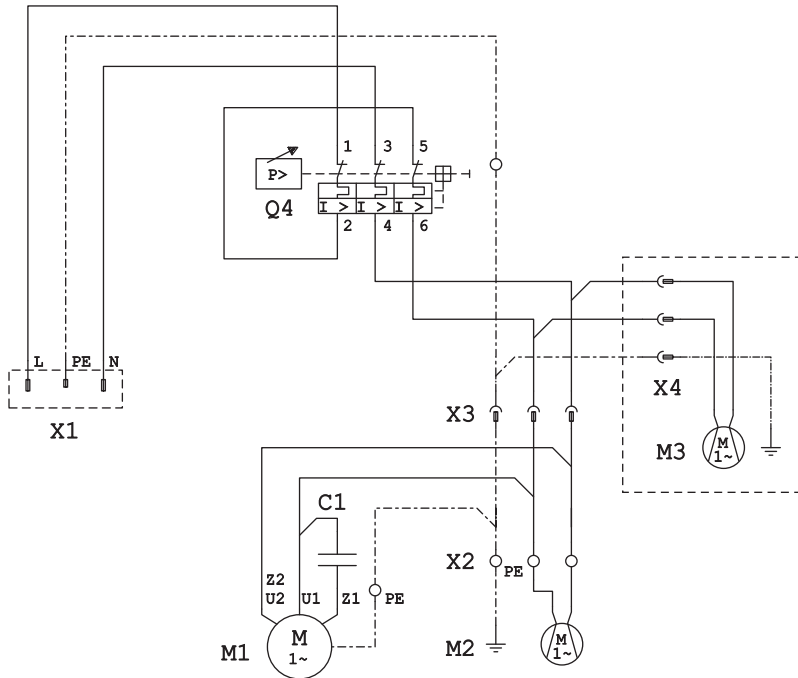 1 3 5
P>
Q4
I > I > I >
2 4 6
L PE N
X1
X4
X3
M3
M
1~
C1
Z2
U2 U1 Z1 PE
X2
PE
M1
M
1~
M2
M
1~